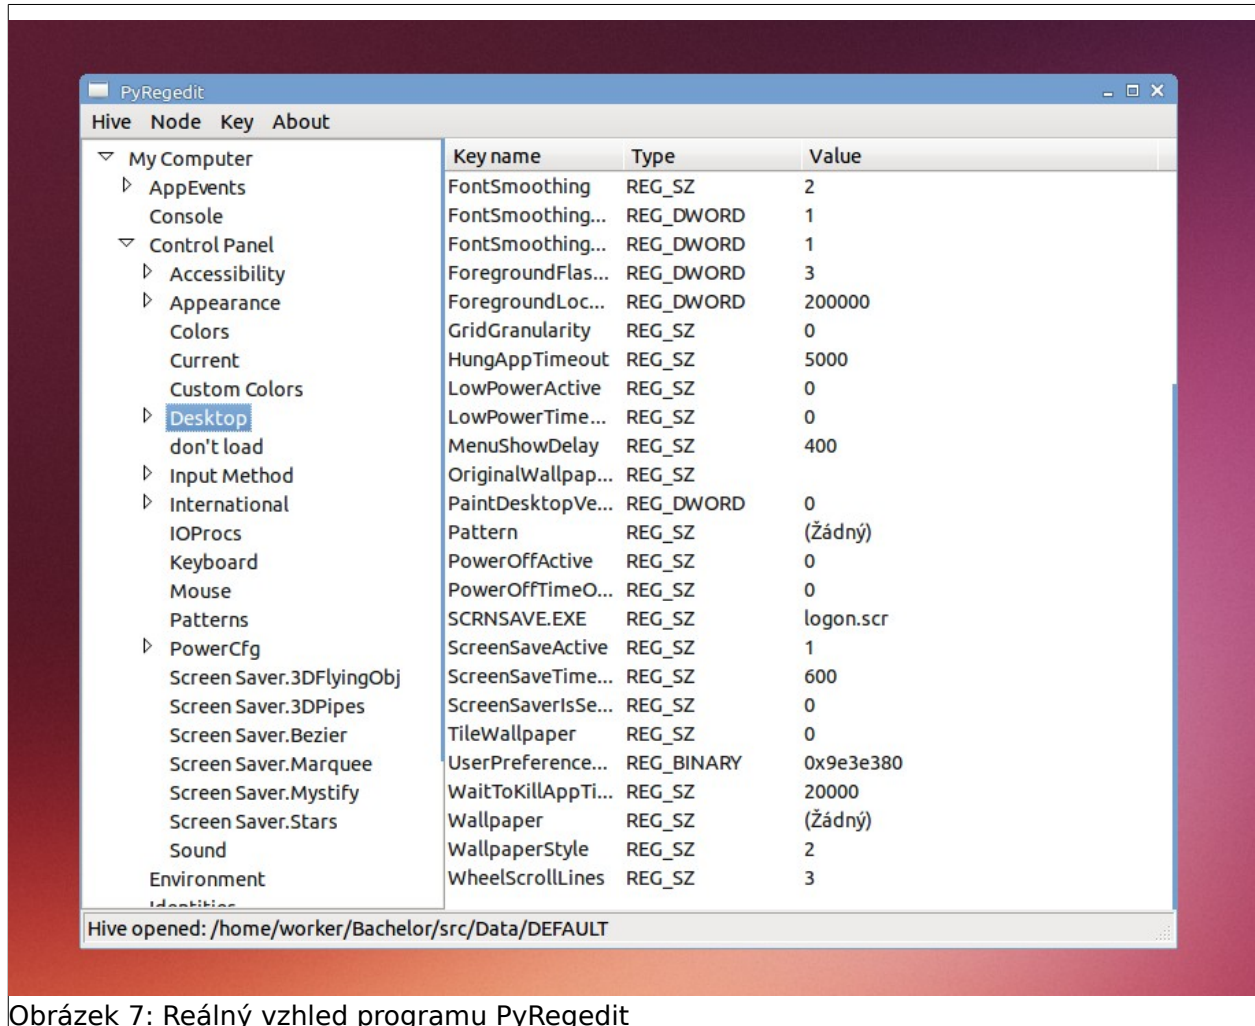 PyRegedit
Hive Node Key About
My Computer
AppEvents
Console
Control Panel
Accessibility
Appearance
Colors
Current
Custom Colors
Desktop
don't load
Input Method
International
IOProcs
Keyboard
Mouse
Patterns
PowerCfg
Screen Saver.3DFlyingObj
Screen Saver.3DPipes
Screen Saver.Bezier
Screen Saver.Marquee
Screen Saver.Mystify
Screen Saver.Stars
Sound
Environment
Identities
Key name Type Value
FontSmoothing REG_SZ 2
FontSmoothing... REG_DWORD 1
FontSmoothing... REG_DWORD 1
ForegroundFlas... REG_DWORD 3
ForegroundLoc... REG_DWORD 200000
GridGranularity REG_SZ 0
HungAppTimeout REG_SZ 5000
LowPowerActive REG_SZ 0
LowPowerTime... REG_SZ 0
MenuShowDelay REG_SZ 400
OriginalWallpap... REG_SZ
PaintDesktopVe... REG_DWORD 0
Pattern REG_SZ (Žádný)
PowerOffActive REG_SZ 0
PowerOffTimeO... REG_SZ 0
SCRNSAVE.EXE REG_SZ logon.scr
ScreenSaveActive REG_SZ 1
ScreenSaveTime... REG_SZ 600
ScreenSaverIsSe... REG_SZ 0
TileWallpaper REG_SZ 0
UserPreference... REG_BINARY 0x9e3e380
WaitToKillAppTi... REG_SZ 20000
Wallpaper REG_SZ (Žádný)
WallpaperStyle REG_SZ 2
WheelScrollLines REG_SZ 3
Hive opened: /home/worker/Bachelor/src/Data/DEFAULT
Obrázek 7: Reálný vzhled programu PyRegedit